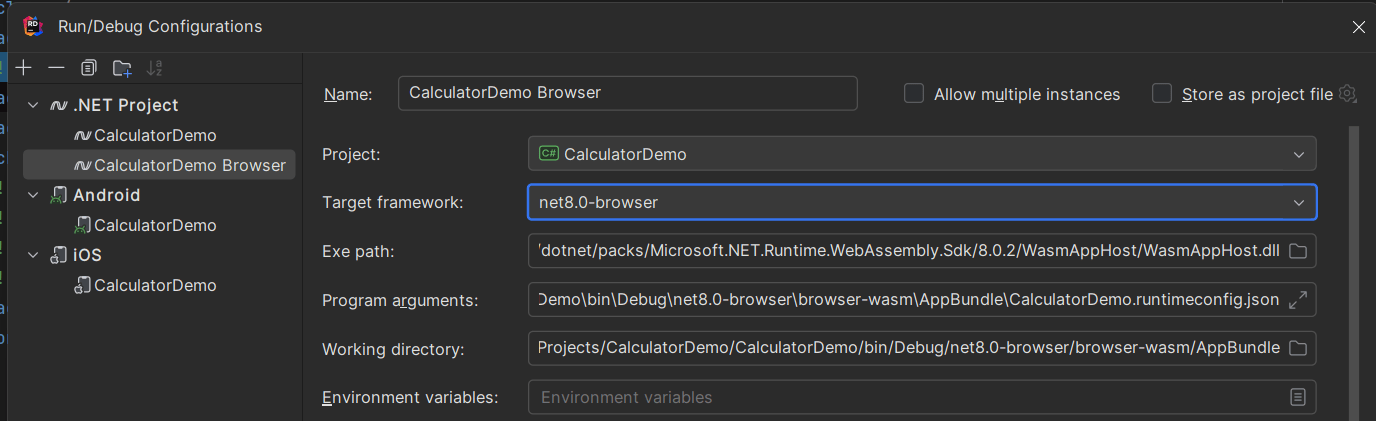 RD
Run/Debug Configurations
Name: CalculatorDemo Browser Allow multiple instances Store as project file
.NET Project
CalculatorDemo
CalculatorDemo Browser
Android
CalculatorDemo
iOS
CalculatorDemo
Project: C# CalculatorDemo
Target framework: net8.0-browser
Exe path: /dotnet/packs/Microsoft.NET.Runtime.WebAssembly.Sdk/8.0.2/WasmAppHost/WasmAppHost.dll
Program arguments: Demo\bin\Debug\net8.0-browser\browser-wasm\AppBundle\CalculatorDemo.runtimeconfig.json
Working directory: Projects/CalculatorDemo/CalculatorDemo/bin/Debug/net8.0-browser/browser-wasm/AppBundle
Environment variables: Environment variables